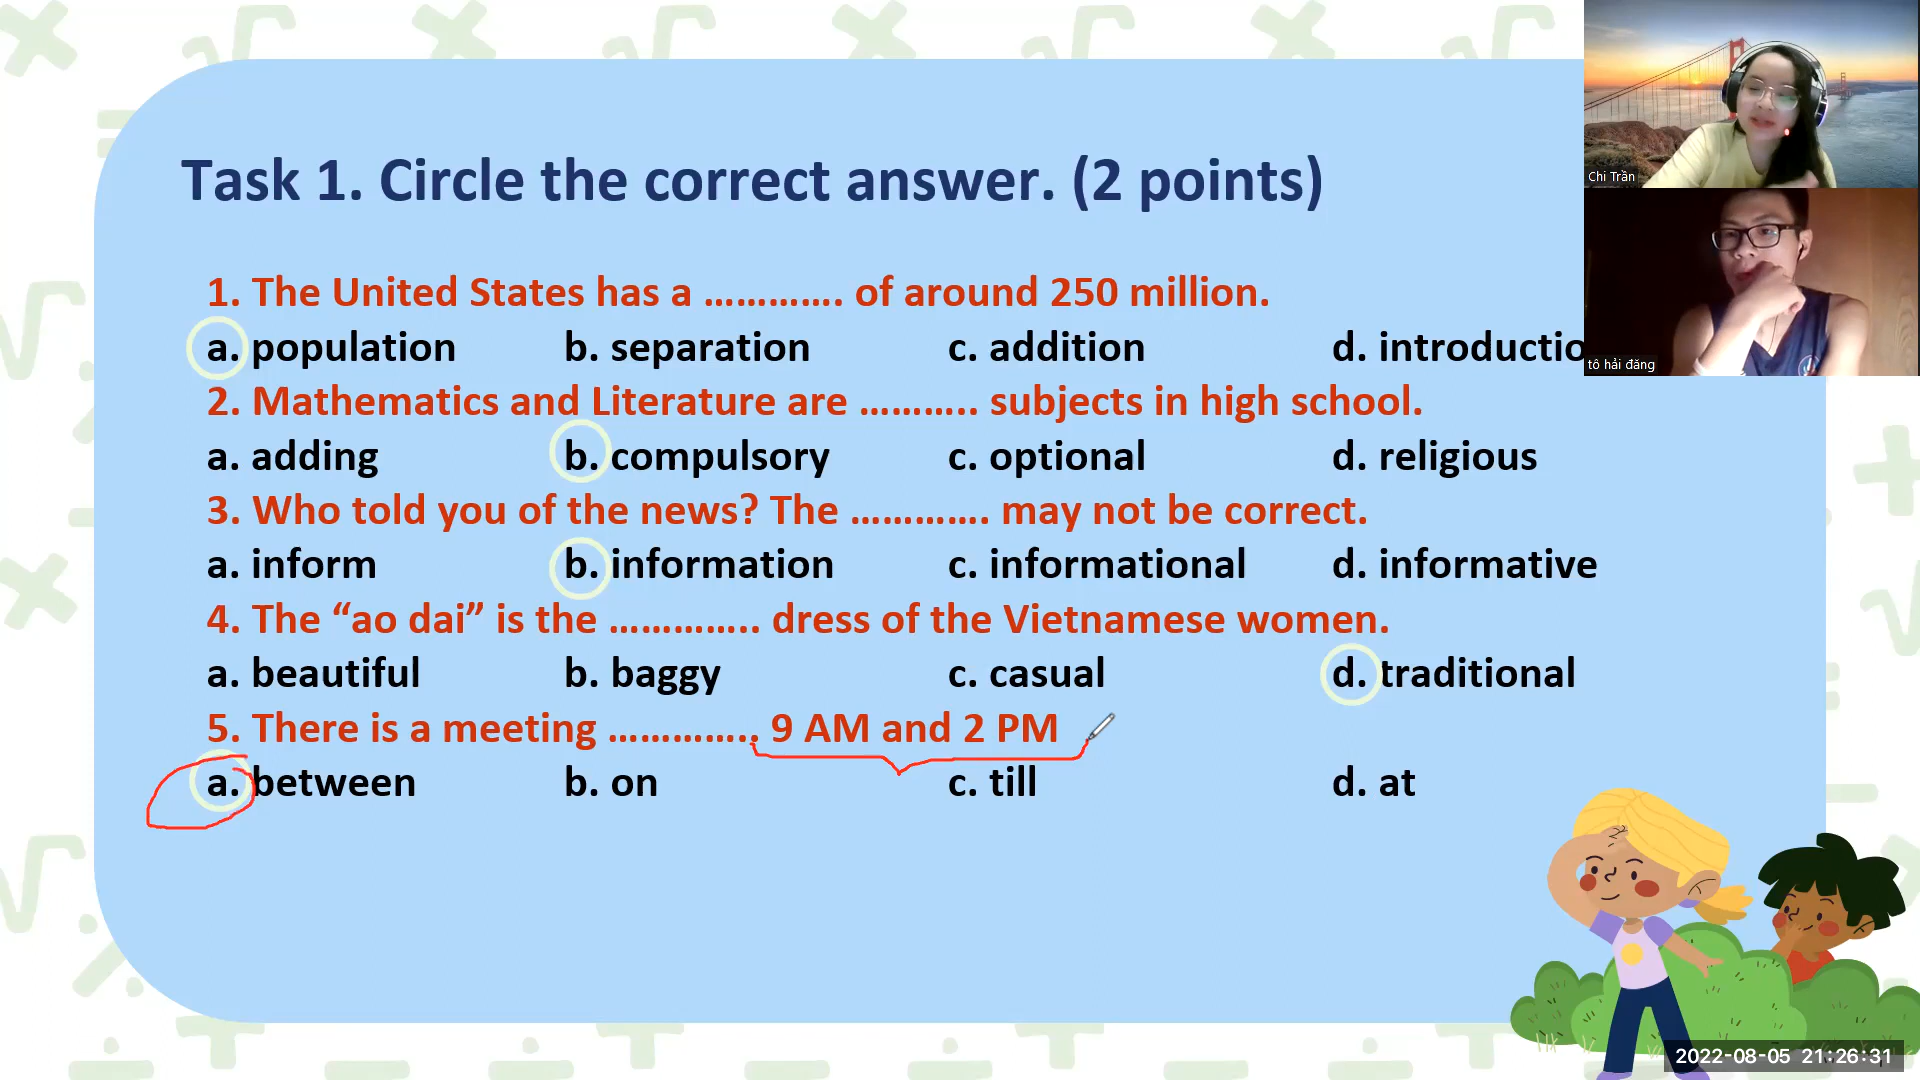 Task 1. Circle the correct answer. (2 points)
1. The United States has a …………. of around 250 million.
a. population b. separation c. addition d. introductio
2. Mathematics and Literature are ……….. subjects in high school.
a. adding b. compulsory c. optional d. religious
3. Who told you of the news? The …………. may not be correct.
a. inform b. information c. informational d. informative
4. The “ao dai” is the ………….. dress of the Vietnamese women.
a. beautiful b. baggy c. casual d. traditional
5. There is a meeting ………….. 9 AM and 2 PM
a. between b. on c. till d. at
Chi Trần
tô hải đăng
2022-08-05 21:26:31